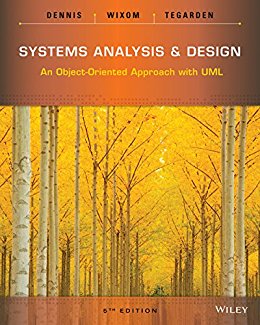 DENNIS • WIXOM • TEGARDEN
SYSTEMS ANALYSIS & DESIGN
An Object-Oriented Approach with UML
5TH EDITION
WILEY